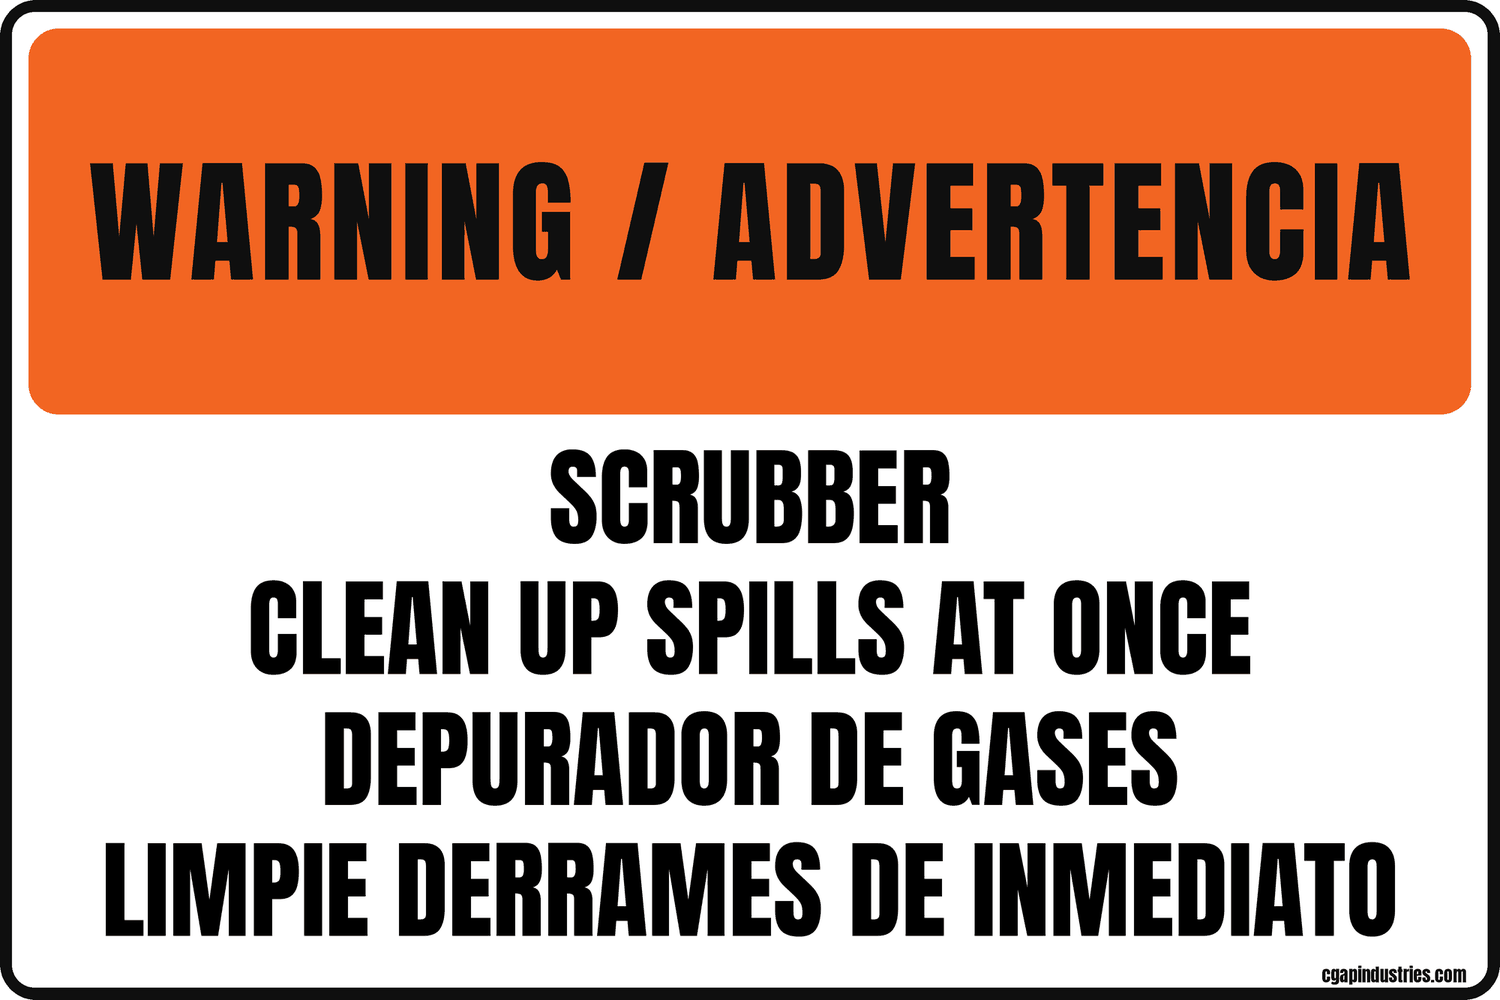 WARNING / ADVERTENCIA
SCRUBBER
CLEAN UP SPILLS AT ONCE
DEPURADOR DE GASES
LIMPIE DERRAMES DE INMEDIATO
cgapindustries.com